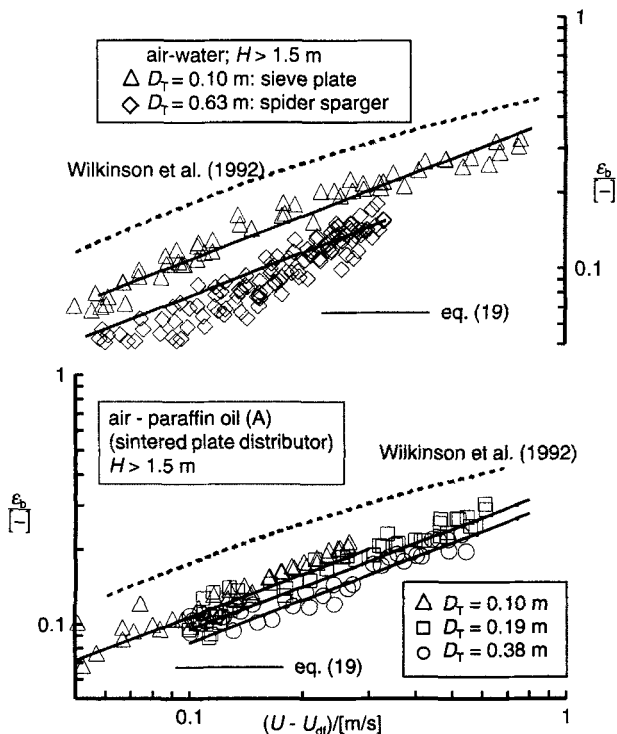 air-water; H > 1.5 m
△ D_T = 0.10 m: sieve plate
◇ D_T = 0.63 m: spider sparger
Wilkinson et al. (1992)
1
ε_b
[–]
0.1
eq. (19)
1
air - paraffin oil (A)
(sintered plate distributor)
H > 1.5 m
Wilkinson et al. (1992)
ε_b
[–]
0.1
△ D_T = 0.10 m
□ D_T = 0.19 m
○ D_T = 0.38 m
eq. (19)
0.1
1
(U - U_df)/[m/s]